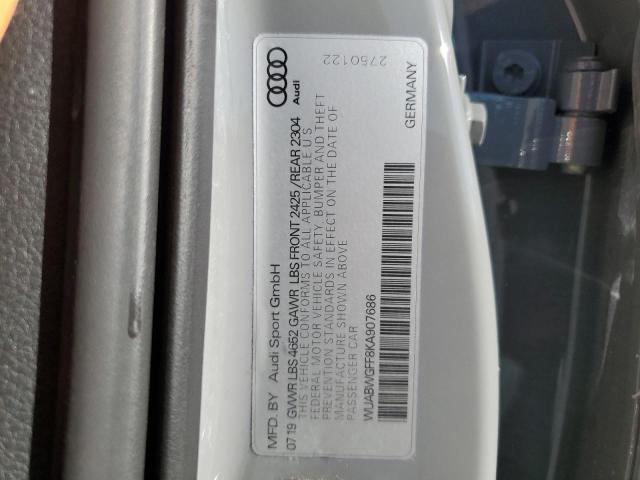 MFD. BY Audi Sport GmbH
07 19 GVWR LBS 4652 GAWR LBS FRONT 2425 / REAR 2304
THIS VEHICLE CONFORMS TO ALL APPLICABLE U.S
FEDERAL MOTOR VEHICLE SAFETY, BUMPER AND THEFT
PREVENTION STANDARDS IN EFFECT ON THE DATE OF
MANUFACTURE SHOWN ABOVE
PASSENGER CAR
WUABWGFF8KA907686
GERMANY
Audi
2750122